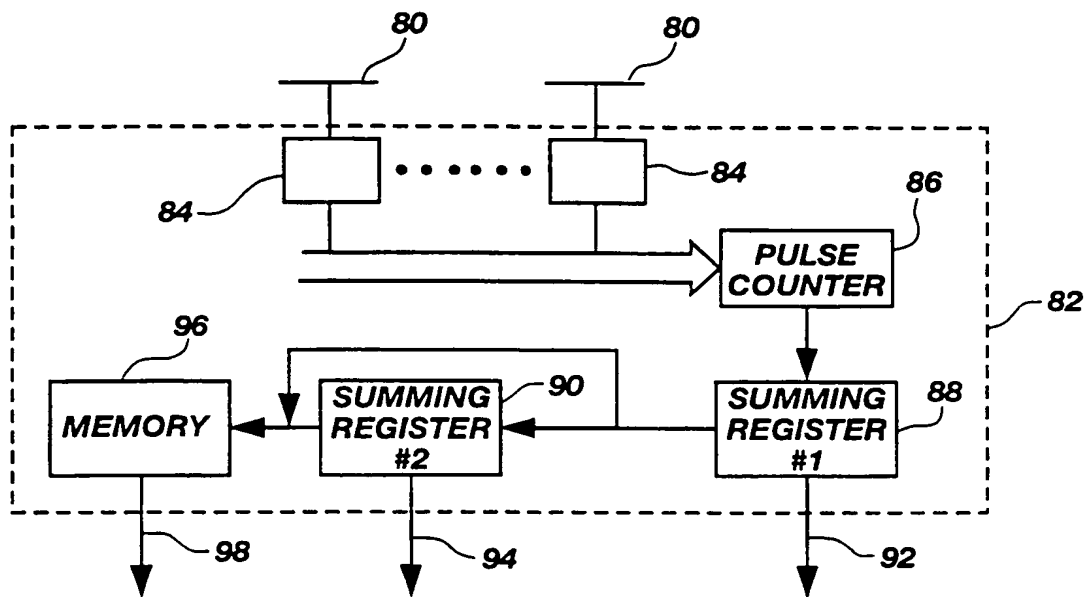 80
80
84
84
86
PULSE
COUNTER
82
96
90
88
MEMORY
SUMMING
REGISTER
#2
SUMMING
REGISTER
#1
98
94
92